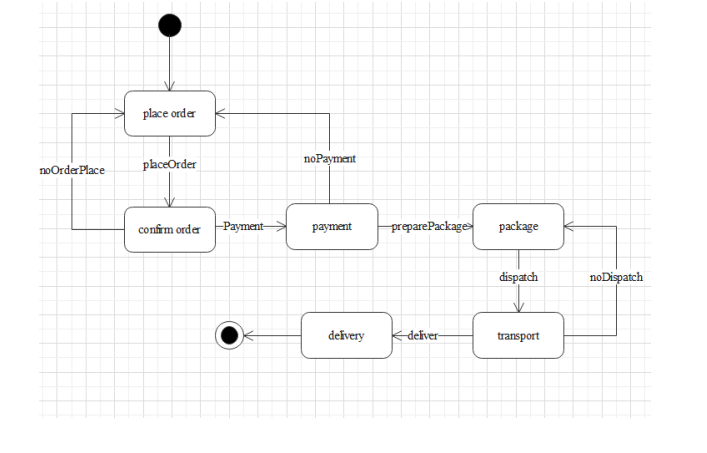 place order
noPayment
placeOrder
noOrderPlace
confirm order
Payment
payment
preparePackage
package
dispatch
noDispatch
delivery
deliver
transport